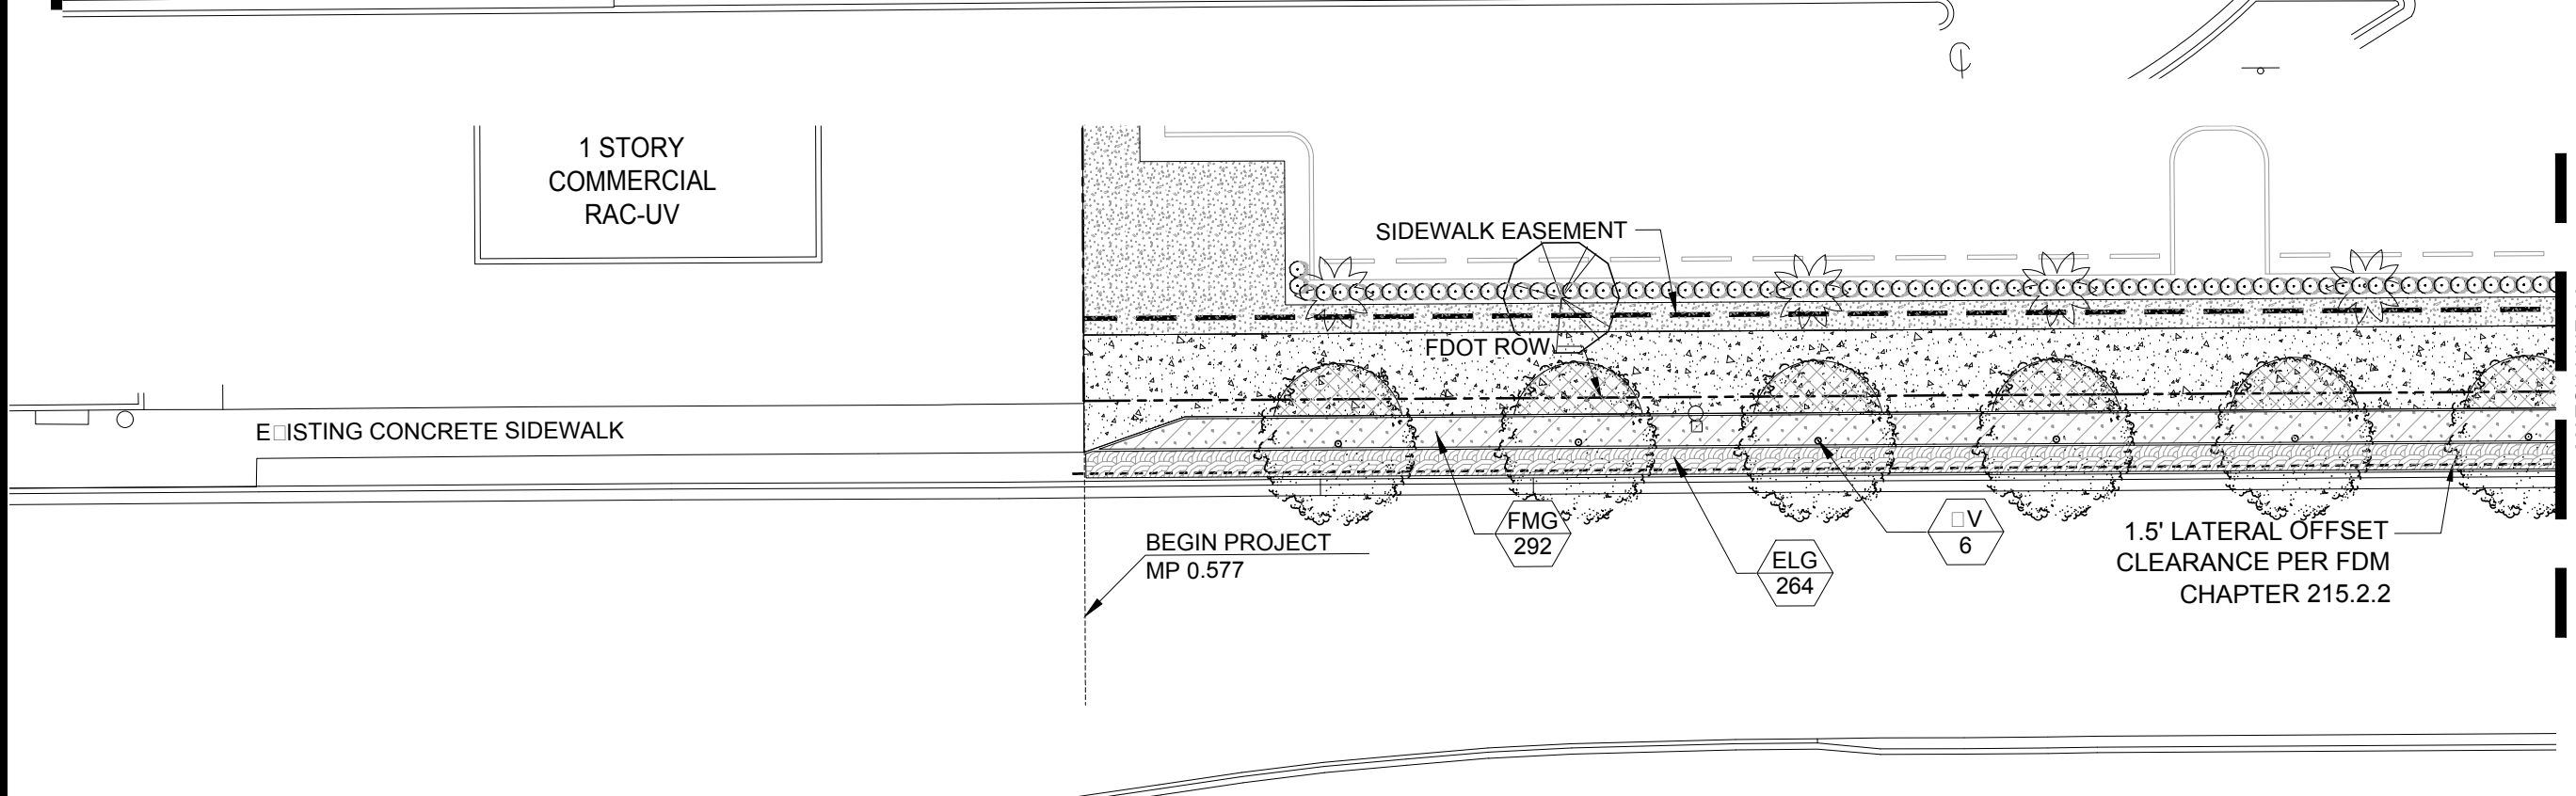 1 STORY
COMMERCIAL
RAC-UV
SIDEWALK EASEMENT
FDOT ROW
E□ISTING CONCRETE SIDEWALK
BEGIN PROJECT
MP 0.577
FMG
292
ELG
264
□V
6
1.5' LATERAL OFFSET
CLEARANCE PER FDM
CHAPTER 215.2.2